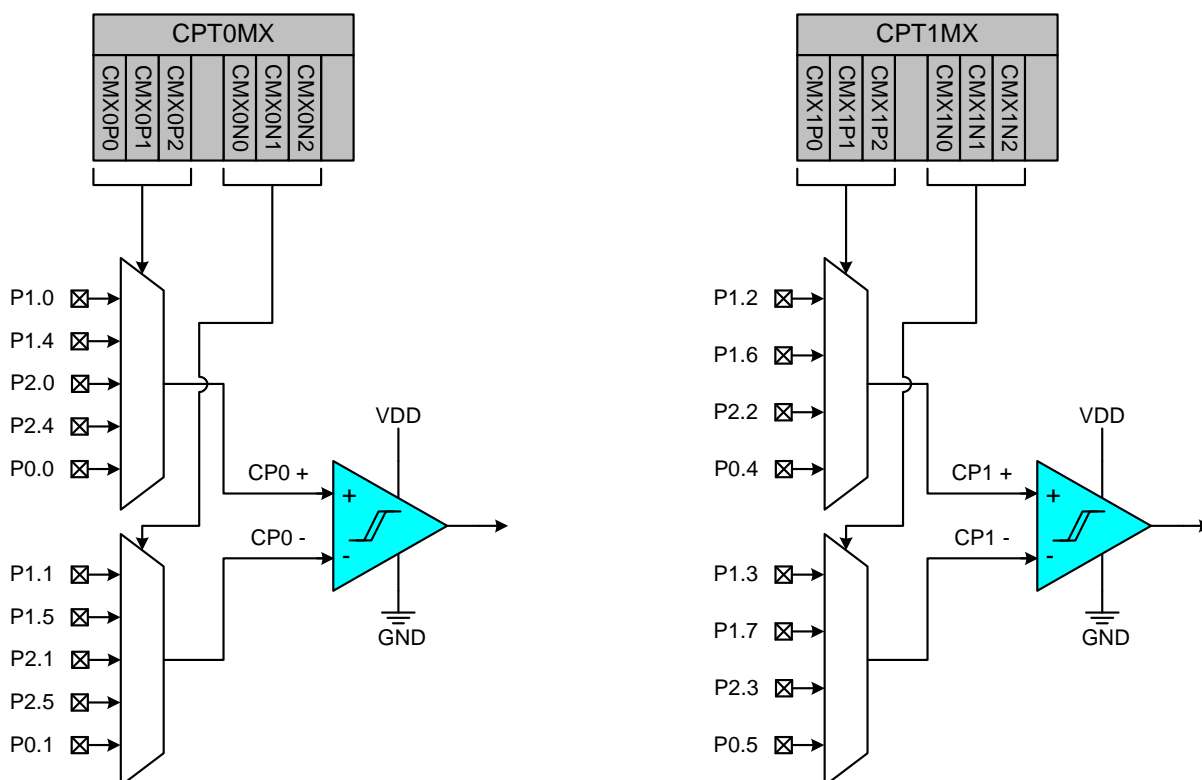 CPT0MX
CMX0P0
CMX0P1
CMX0P2
CMX0N0
CMX0N1
CMX0N2
P1.0
P1.4
P2.0
P2.4
P0.0
VDD
CP0 +
+
CP0 -
-
GND
P1.1
P1.5
P2.1
P2.5
P0.1
CPT1MX
CMX1P0
CMX1P1
CMX1P2
CMX1N0
CMX1N1
CMX1N2
P1.2
P1.6
P2.2
P0.4
VDD
CP1 +
+
CP1 -
-
GND
P1.3
P1.7
P2.3
P0.5